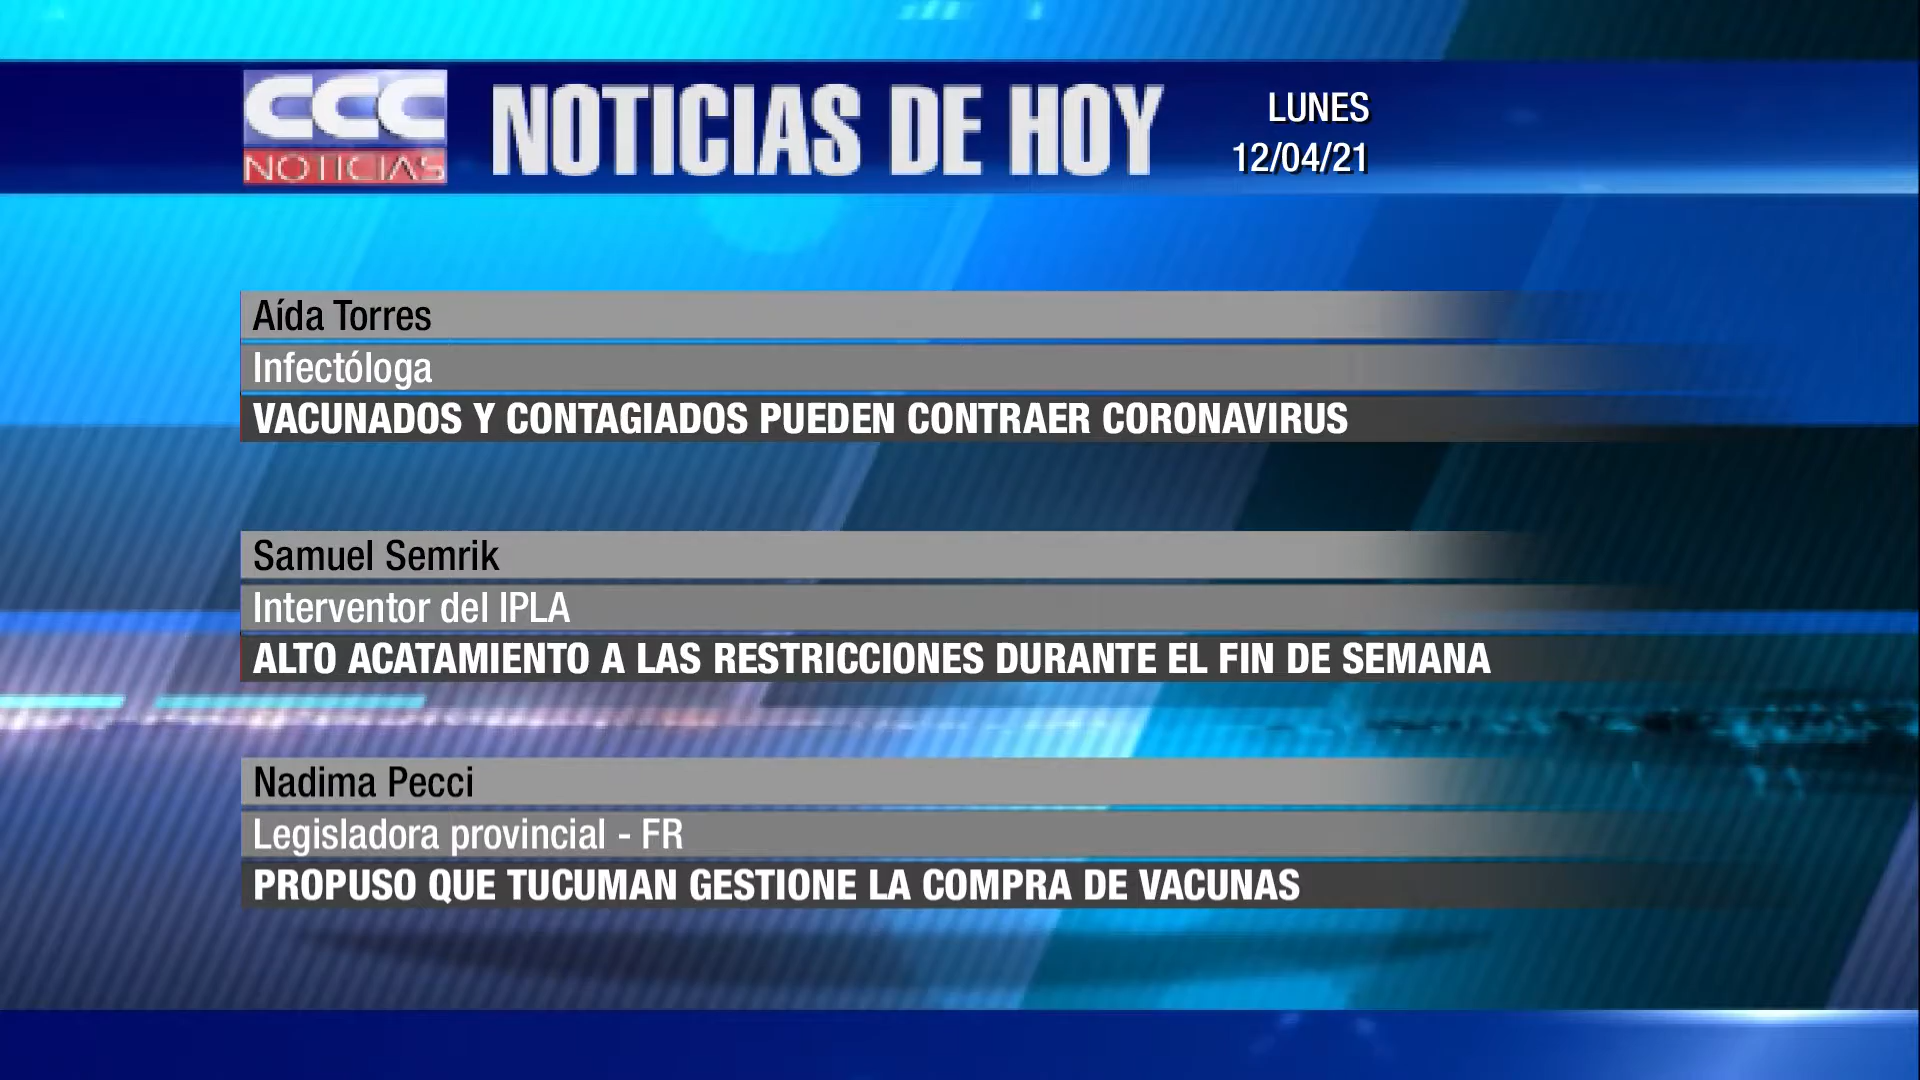 CCC
NOTICIAS
NOTICIAS DE HOY
LUNES
12/04/21
Aída Torres
Infectóloga
VACUNADOS Y CONTAGIADOS PUEDEN CONTRAER CORONAVIRUS
Samuel Semrik
Interventor del IPLA
ALTO ACATAMIENTO A LAS RESTRICCIONES DURANTE EL FIN DE SEMANA
Nadima Pecci
Legisladora provincial - FR
PROPUSO QUE TUCUMAN GESTIONE LA COMPRA DE VACUNAS